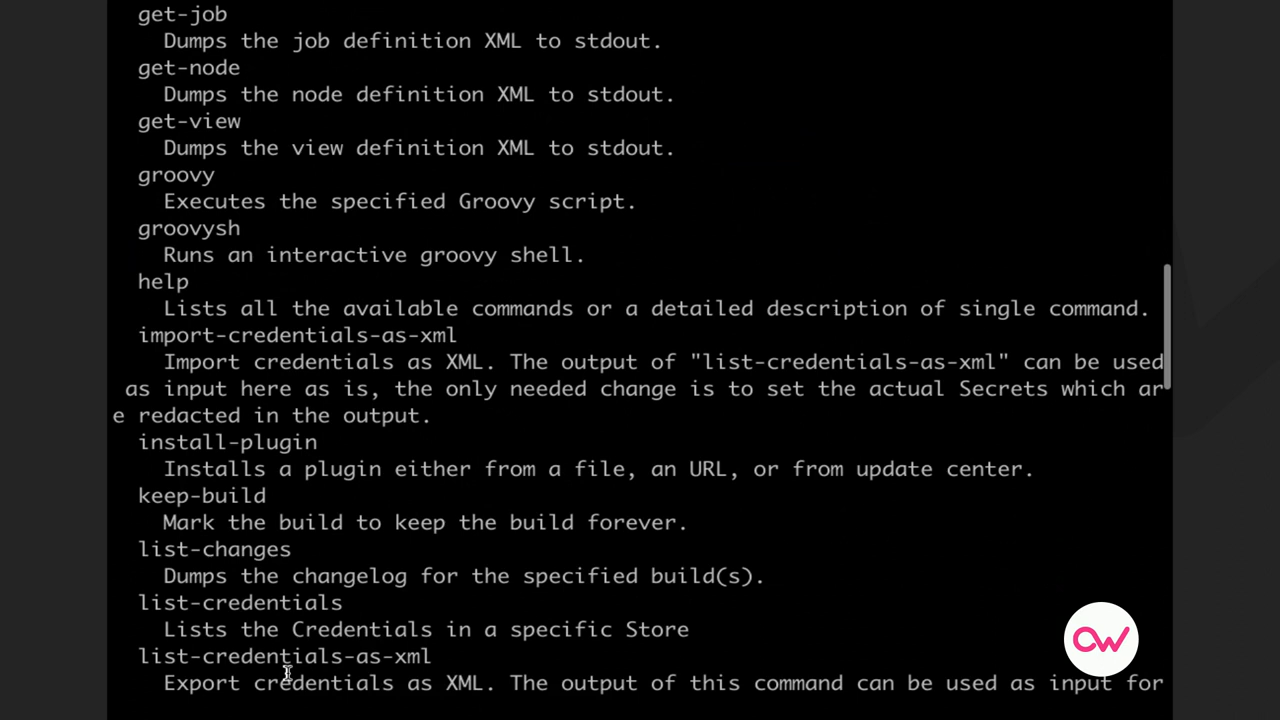 get-job
Dumps the job definition XML to stdout.
get-node
Dumps the node definition XML to stdout.
get-view
Dumps the view definition XML to stdout.
groovy
Executes the specified Groovy script.
groovysh
Runs an interactive groovy shell.
help
Lists all the available commands or a detailed description of single command.
import-credentials-as-xml
Import credentials as XML. The output of "list-credentials-as-xml" can be used
as input here as is, the only needed change is to set the actual Secrets which ar
e redacted in the output.
install-plugin
Installs a plugin either from a file, an URL, or from update center.
keep-build
Mark the build to keep the build forever.
list-changes
Dumps the changelog for the specified build(s).
list-credentials
Lists the Credentials in a specific Store
list-credentials-as-xml
Export credentials as XML. The output of this command can be used as input for
CW